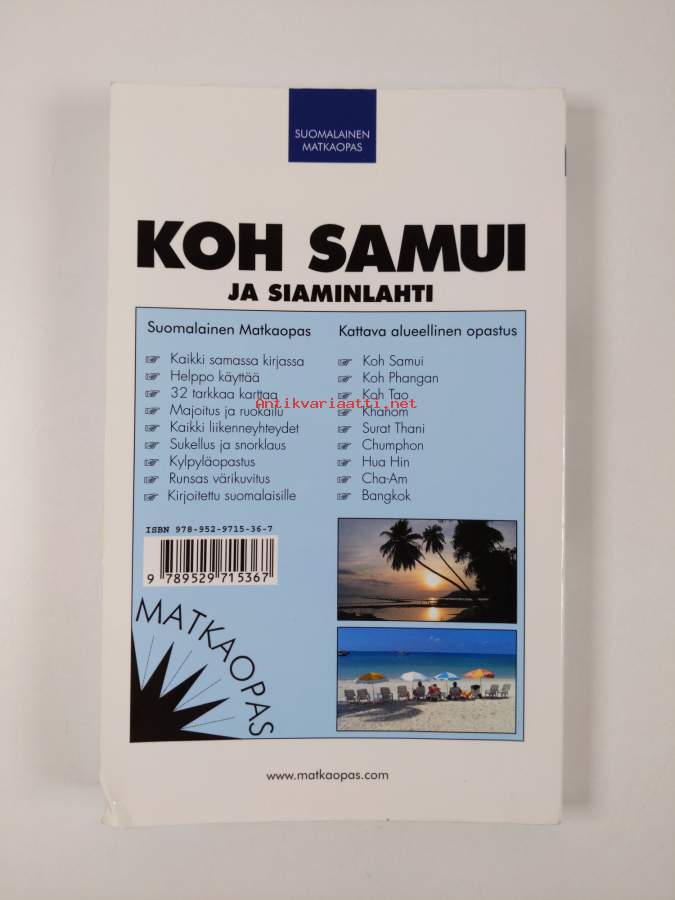 SUOMALAINEN
MATKAOPAS
KOH SAMUI
JA SIAMINLAHTI
Suomalainen Matkaopas
Kaikki samassa kirjassa
Helppo käyttää
32 tarkkaa karttaa
Majoitus ja ruokailu
Kaikki liikenneyhteydet
Sukellus ja snorklaus
Kylpyläopastus
Runsas värikuvitus
Kirjoitettu suomalaisille
Kattava alueellinen opastus
Koh Samui
Koh Phangan
Koh Tao
Khanom
Surat Thani
Chumphon
Hua Hin
Cha-Am
Bangkok
Antikvariaatti.net
ISBN 978-952-9715-36-7
9 789529 715367
MATKAOPAS
www.matkaopas.com